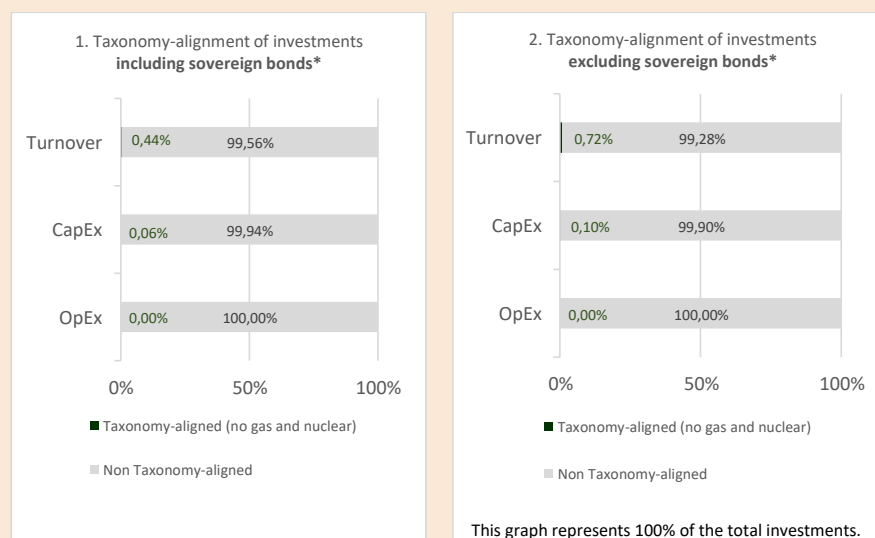 1. Taxonomy-alignment of investments
including sovereign bonds*
Turnover 0,44% 99,56%
CapEx 0,06% 99,94%
OpEx 0,00% 100,00%
0% 50% 100%
Taxonomy-aligned (no gas and nuclear)
Non Taxonomy-aligned
2. Taxonomy-alignment of investments
excluding sovereign bonds*
Turnover 0,72% 99,28%
CapEx 0,10% 99,90%
OpEx 0,00% 100,00%
0% 50% 100%
Taxonomy-aligned (no gas and nuclear)
Non Taxonomy-aligned
This graph represents 100% of the total investments.